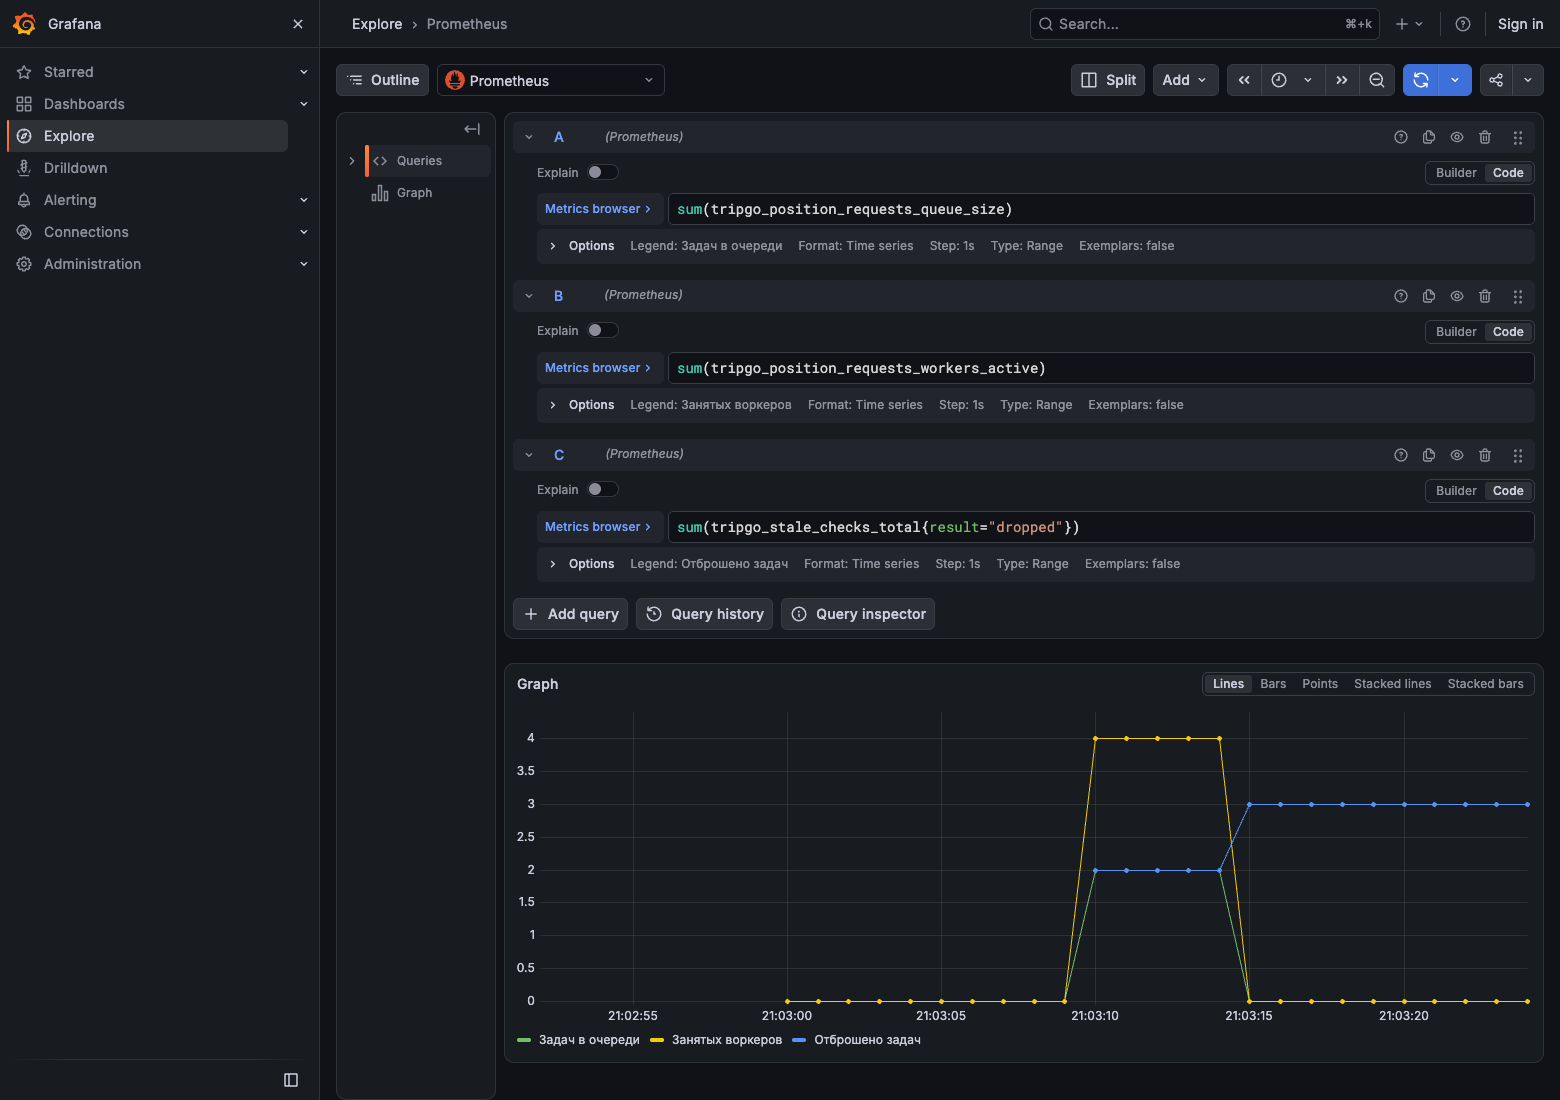 Grafana
Explore › Prometheus
Search...
⌘+k
Sign in
Starred
Dashboards
Explore
Drilldown
Alerting
Connections
Administration
Outline
Prometheus
Split
Add
Queries
Graph
A (Prometheus)
Explain
Builder Code
Metrics browser › sum(tripgo_position_requests_queue_size)
Options Legend: Задач в очереди Format: Time series Step: 1s Type: Range Exemplars: false
B (Prometheus)
Explain
Builder Code
Metrics browser › sum(tripgo_position_requests_workers_active)
Options Legend: Занятых воркеров Format: Time series Step: 1s Type: Range Exemplars: false
C (Prometheus)
Explain
Builder Code
Metrics browser › sum(tripgo_stale_checks_total{result="dropped"})
Options Legend: Отброшено задач Format: Time series Step: 1s Type: Range Exemplars: false
+ Add query Query history Query inspector
Graph
Lines Bars Points Stacked lines Stacked bars
4
3.5
3
2.5
2
1.5
1
0.5
0
21:02:55 21:03:00 21:03:05 21:03:10 21:03:15 21:03:20
Задач в очереди Занятых воркеров Отброшено задач